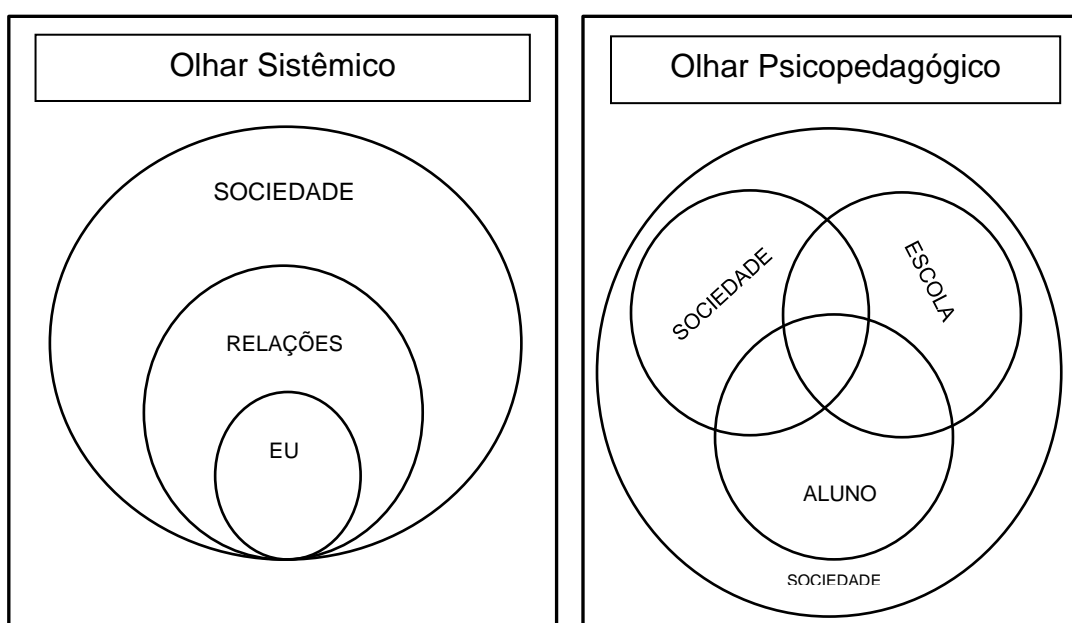 Olhar Sistêmico
SOCIEDADE
RELAÇÕES
EU
Olhar Psicopedagógico
SOCIEDADE
ESCOLA
ALUNO
SOCIEDADE